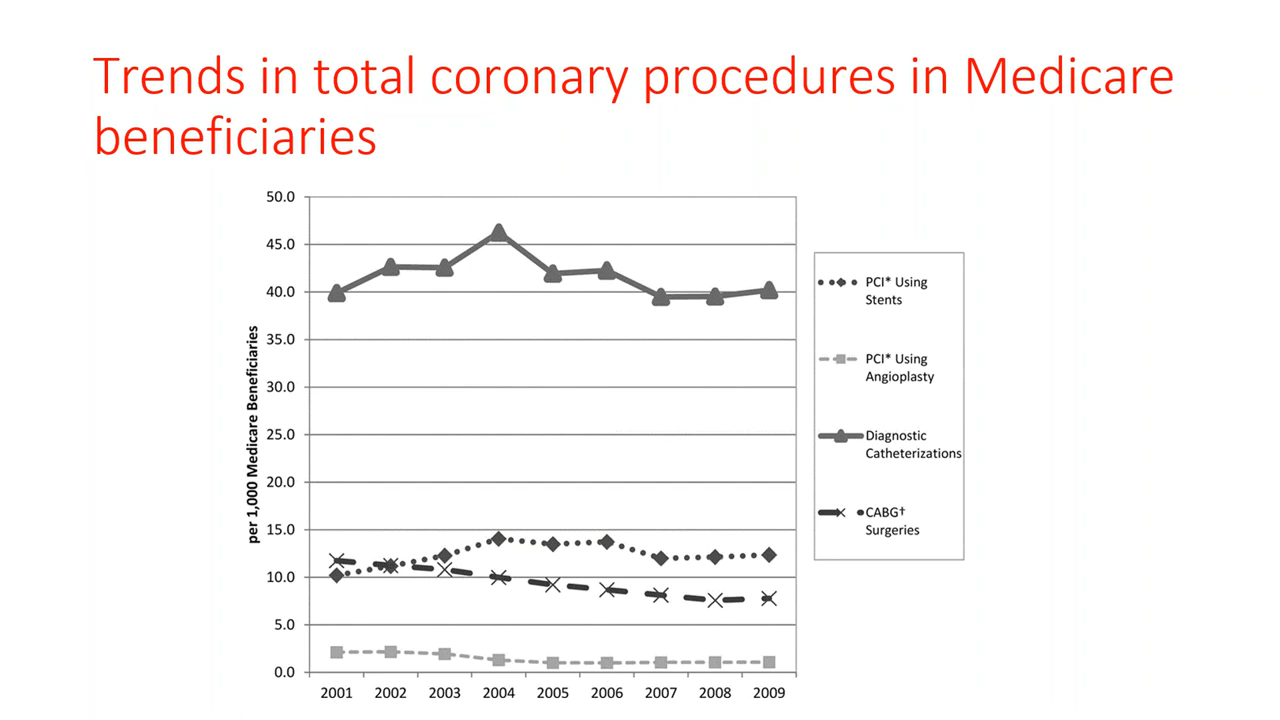 Trends in total coronary procedures in Medicare
beneficiaries
per 1,000 Medicare Beneficiaries
50.0
45.0
40.0
35.0
30.0
25.0
20.0
15.0
10.0
5.0
0.0
2001 2002 2003 2004 2005 2006 2007 2008 2009
PCI* Using
Stents
PCI* Using
Angioplasty
Diagnostic
Catheterizations
CABG†
Surgeries